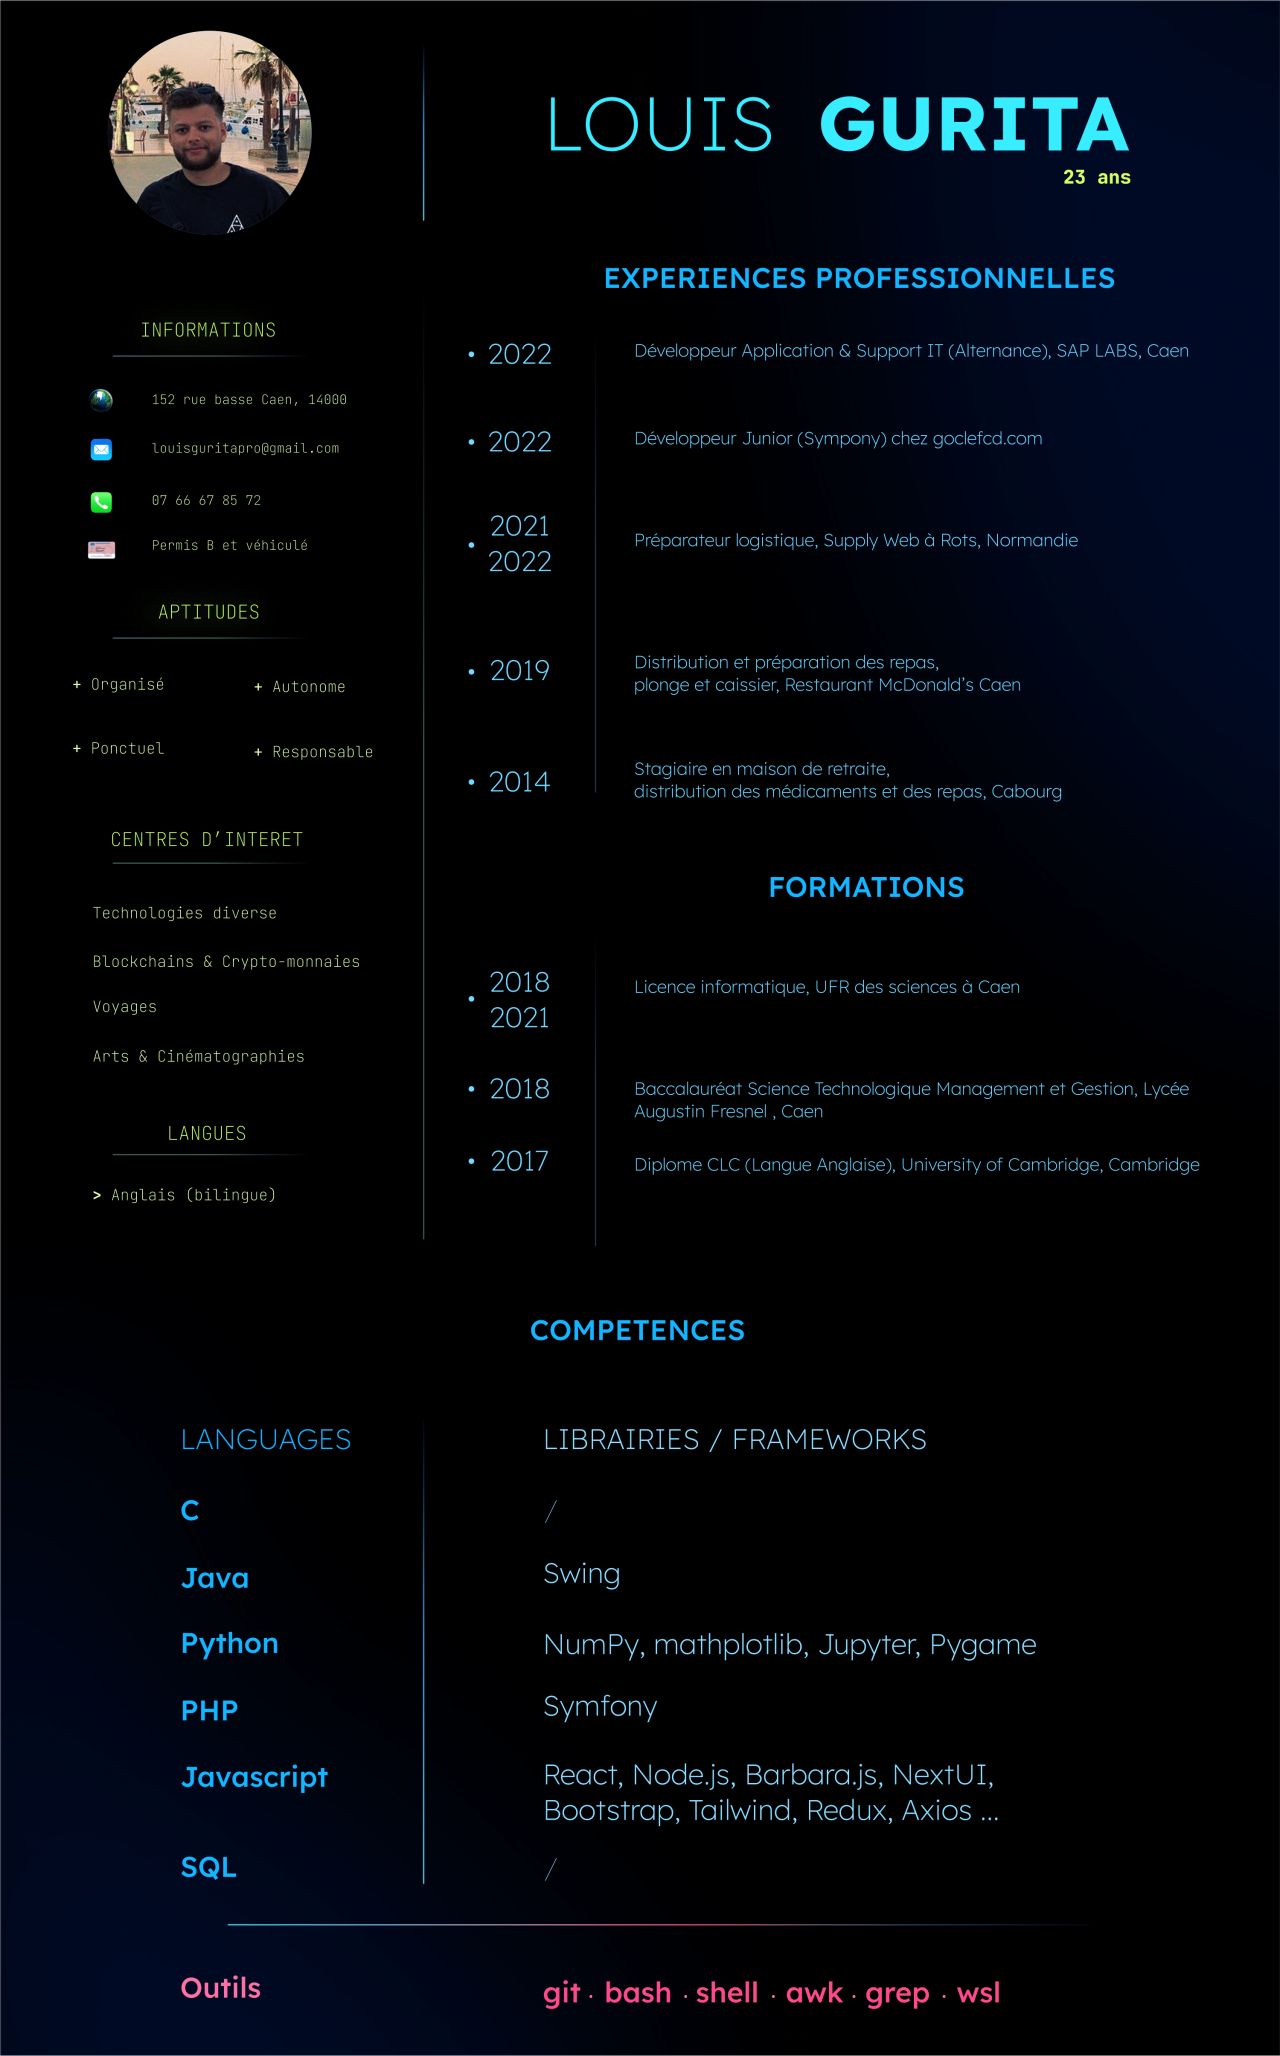 LOUIS GURITA
23 ans
INFORMATIONS
152 rue basse Caen, 14000
louisguritapro@gmail.com
07 66 67 85 72
Permis B et véhiculé
APTITUDES
+ Organisé
+ Autonome
+ Ponctuel
+ Responsable
CENTRES D'INTERET
Technologies diverse
Blockchains & Crypto-monnaies
Voyages
Arts & Cinématographies
LANGUES
> Anglais (bilingue)
EXPERIENCES PROFESSIONNELLES
• 2022
Développeur Application & Support IT (Alternance), SAP LABS, Caen
• 2022
Développeur Junior (Sympony) chez goclefcd.com
• 2021
2022
Préparateur logistique, Supply Web à Rots, Normandie
• 2019
Distribution et préparation des repas,
plonge et caissier, Restaurant McDonald's Caen
• 2014
Stagiaire en maison de retraite,
distribution des médicaments et des repas, Cabourg
FORMATIONS
• 2018
2021
Licence informatique, UFR des sciences à Caen
• 2018
Baccalauréat Science Technologique Management et Gestion, Lycée
Augustin Fresnel , Caen
• 2017
Diplome CLC (Langue Anglaise), University of Cambridge, Cambridge
COMPETENCES
LANGUAGES
LIBRAIRIES / FRAMEWORKS
C
/
Java
Swing
Python
NumPy, mathplotlib, Jupyter, Pygame
PHP
Symfony
Javascript
React, Node.js, Barbara.js, NextUI,
Bootstrap, Tailwind, Redux, Axios ...
SQL
/
Outils
git · bash · shell · awk · grep · wsl